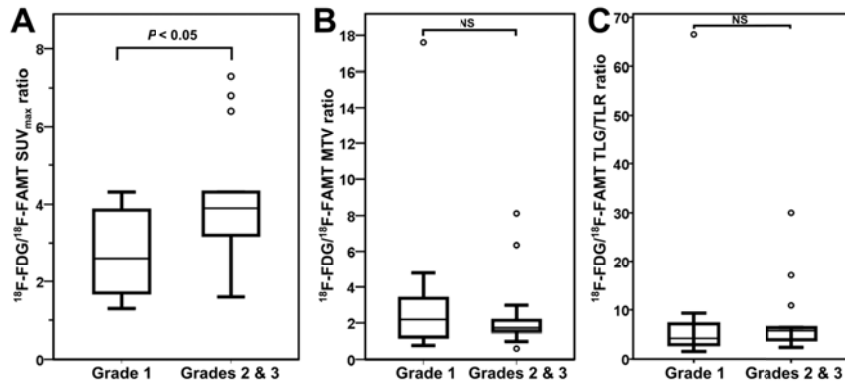 A
¹⁸F-FDG/¹⁸F-FAMT SUVmax ratio
8
6
4
2
0
P < 0.05
Grade 1 Grades 2 & 3
B
¹⁸F-FDG/¹⁸F-FAMT MTV ratio
18
16
14
12
10
8
6
4
2
0
NS
Grade 1 Grades 2 & 3
C
¹⁸F-FDG/¹⁸F-FAMT TLG/TLR ratio
70
60
50
40
30
20
10
0
NS
Grade 1 Grades 2 & 3